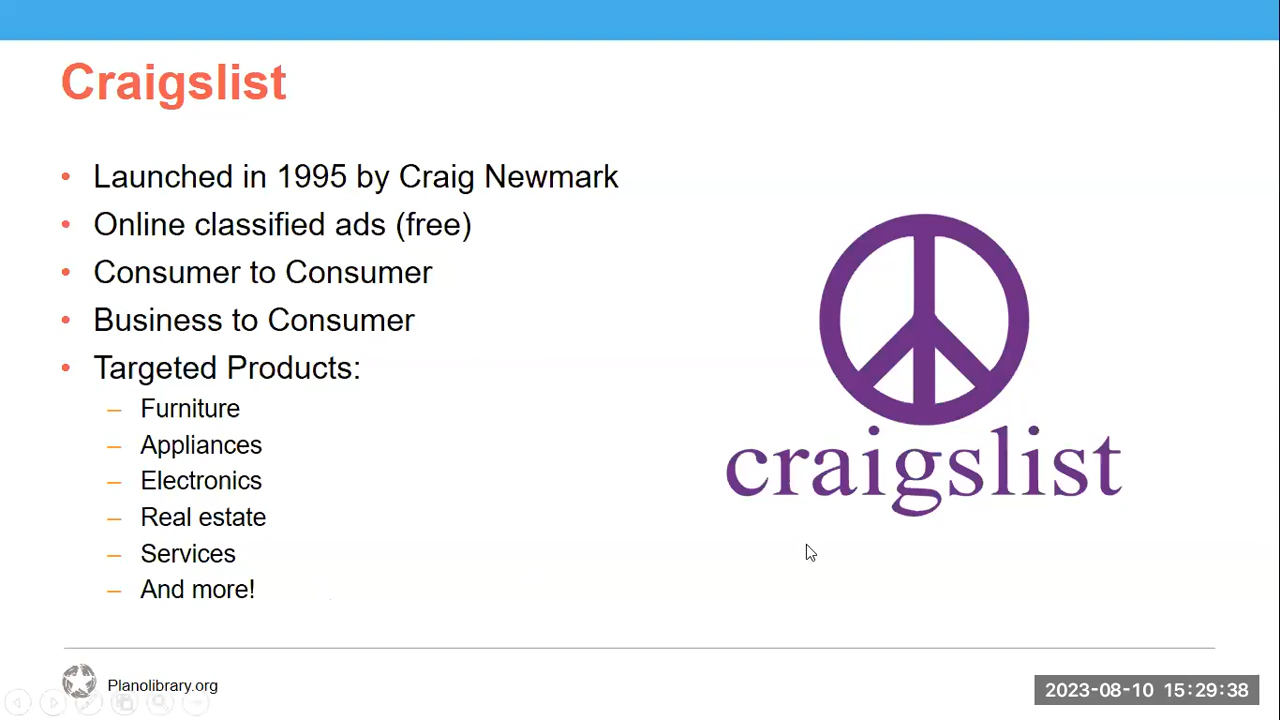 Craigslist
• Launched in 1995 by Craig Newmark
• Online classified ads (free)
• Consumer to Consumer
• Business to Consumer
• Targeted Products:
– Furniture
– Appliances
– Electronics
– Real estate
– Services
– And more!
craigslist
Planolibrary.org
2023-08-10 15:29:38